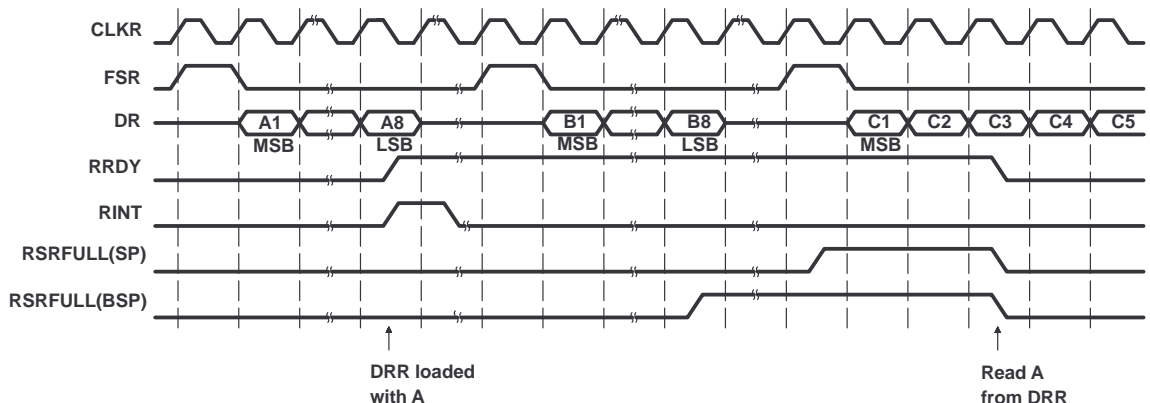 CLKR
FSR
DR A1 A8 B1 B8 C1 C2 C3 C4 C5
MSB LSB MSB LSB MSB
RRDY
RINT
RSRFULL(SP)
RSRFULL(BSP)
DRR loaded
with A
Read A
from DRR